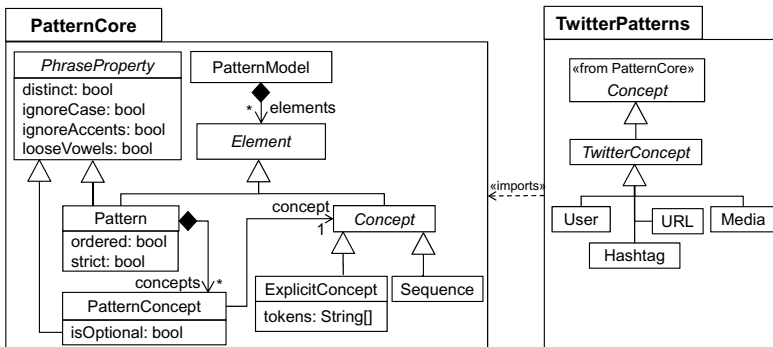 PatternCore
PhraseProperty
distinct: bool
ignoreCase: bool
ignoreAccents: bool
looseVowels: bool
PatternModel
* elements
Element
Pattern
ordered: bool
strict: bool
concept
1
Concept
concepts *
PatternConcept
isOptional: bool
ExplicitConcept
tokens: String[]
Sequence
«imports»
TwitterPatterns
«from PatternCore»
Concept
TwitterConcept
User
URL
Media
Hashtag